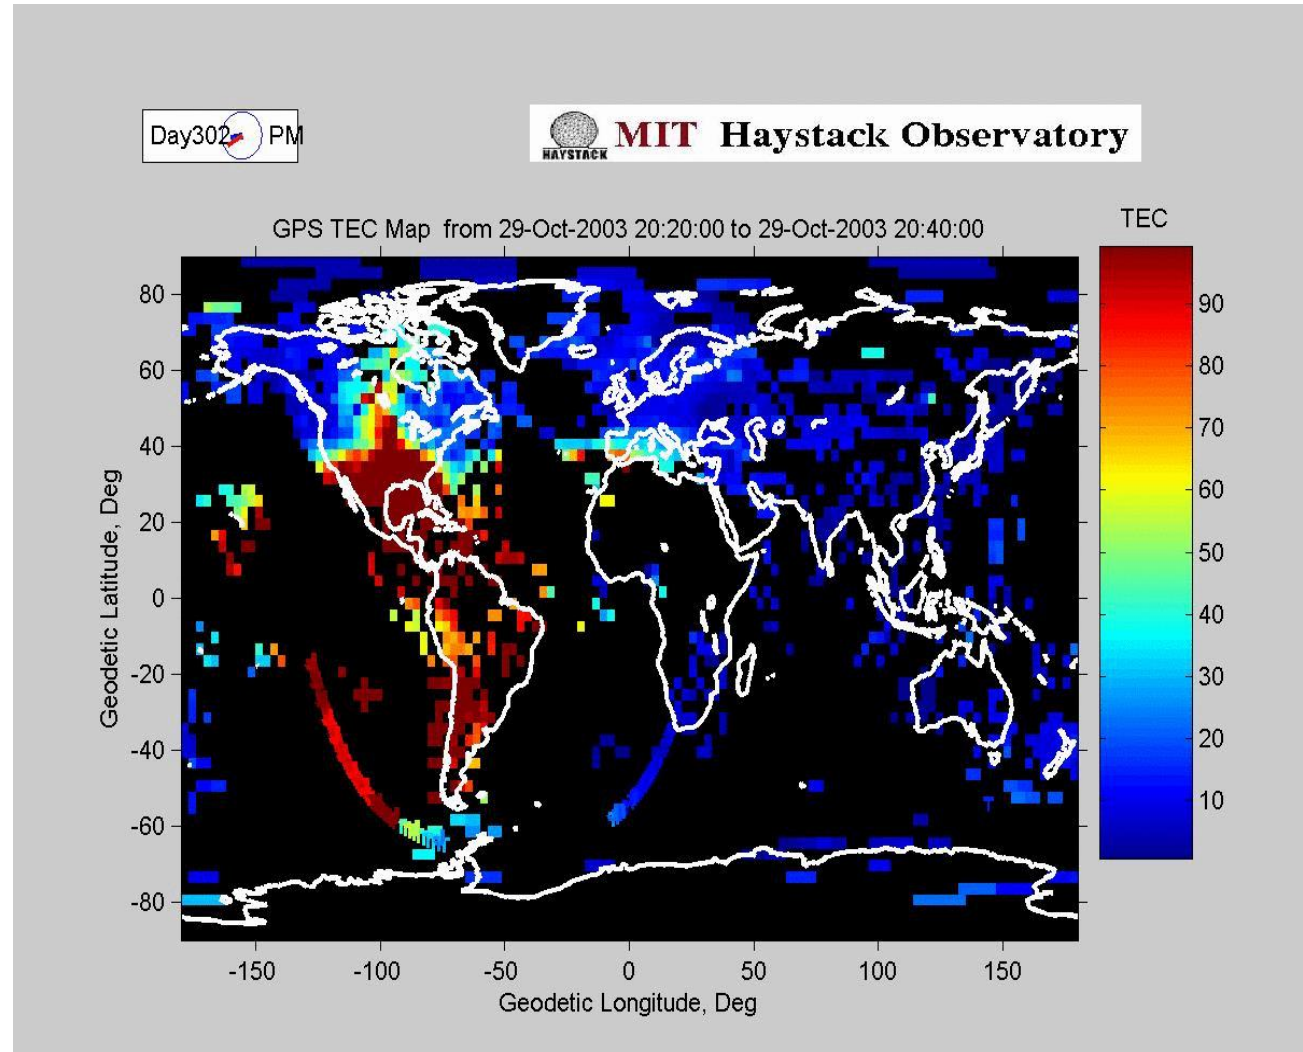 Day302 PM
HAYSTACK
MIT Haystack Observatory
GPS TEC Map from 29-Oct-2003 20:20:00 to 29-Oct-2003 20:40:00
TEC
80
60
40
20
0
-20
-40
-60
-80
Geodetic Latitude, Deg
-150 -100 -50 0 50 100 150
Geodetic Longitude, Deg
90
80
70
60
50
40
30
20
10